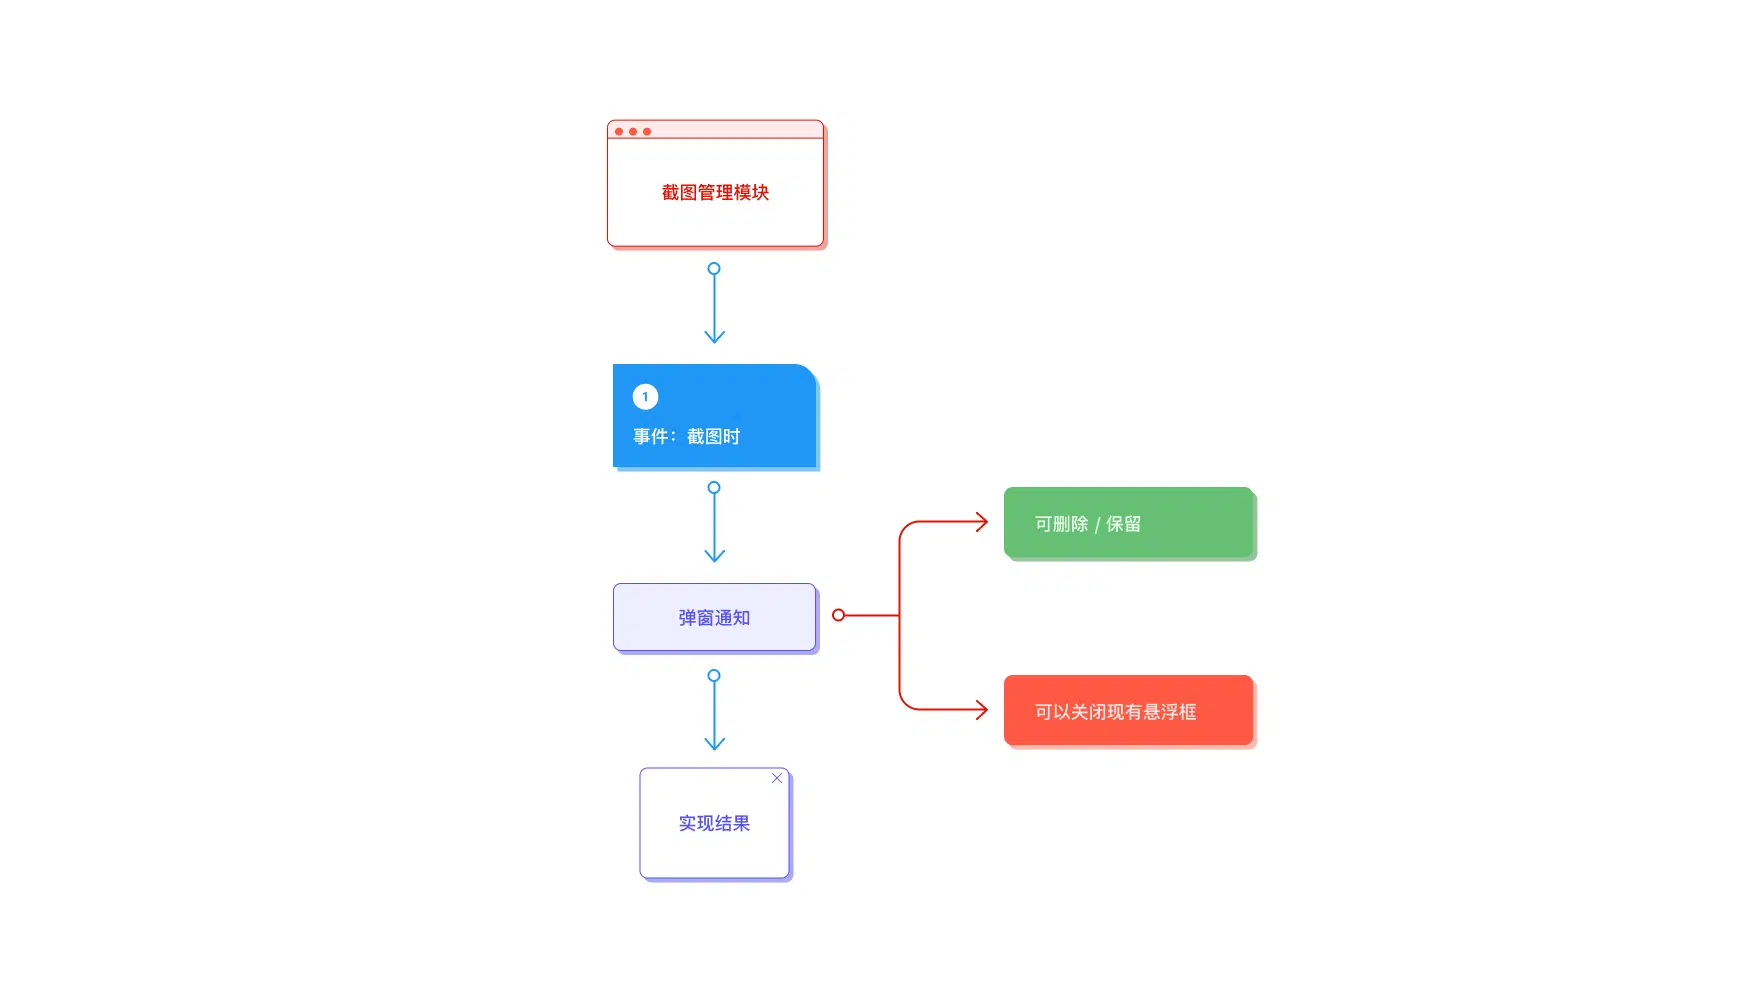 截图管理模块
1
事件：截图时
弹窗通知
可删除 / 保留
可以关闭现有悬浮框
实现结果